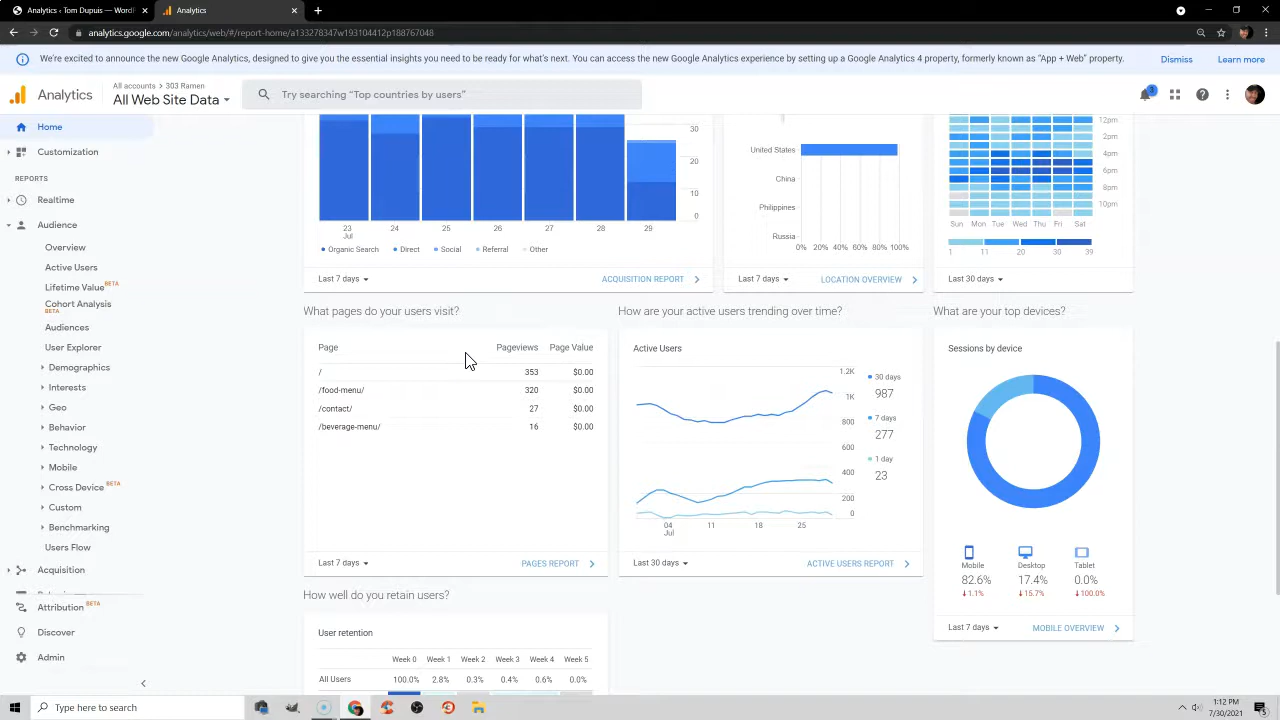 Analytics ‹ Tom Dupuis — WordP
Analytics
analytics.google.com/analytics/web/#/report-home/a133278347w193104412p188767048
We're excited to announce the new Google Analytics, designed to give you the essential insights you need to be ready for what's next. You can access the new Google Analytics experience by setting up a Google Analytics 4 property, formerly known as "App + Web" property.
Dismiss
Learn more
Analytics
All accounts > 303 Ramen
All Web Site Data
Try searching "Top countries by users"
3
Home
Customization
REPORTS
Realtime
Audience
Overview
Active Users
Lifetime Value BETA
Cohort Analysis
BETA
Audiences
User Explorer
Demographics
Interests
Geo
Behavior
Technology
Mobile
Cross Device BETA
Custom
Benchmarking
Users Flow
Acquisition
Attribution BETA
Discover
Admin
30
20
10
0
23
Jul
24
25
26
27
28
29
Organic Search
Direct
Social
Referral
Other
Last 7 days
ACQUISITION REPORT
United States
China
Philippines
Russia
0% 20% 40% 60% 80% 100%
Last 7 days
LOCATION OVERVIEW
12pm
2pm
4pm
6pm
8pm
10pm
Sun Mon Tue Wed Thu Fri Sat
1 11 20 30 39
Last 30 days
What pages do your users visit?
Page Pageviews Page Value
/ 353 $0.00
/food-menu/ 320 $0.00
/contact/ 27 $0.00
/beverage-menu/ 16 $0.00
Last 7 days
PAGES REPORT
How are your active users trending over time?
Active Users
1.2K
1K
800
600
400
200
0
04
Jul
11
18
25
30 days
987
7 days
277
1 day
23
Last 30 days
ACTIVE USERS REPORT
What are your top devices?
Sessions by device
Mobile Desktop Tablet
82.6% 17.4% 0.0%
↓1.1% ↓15.7% ↓100.0%
Last 7 days
MOBILE OVERVIEW
How well do you retain users?
User retention
Week 0 Week 1 Week 2 Week 3 Week 4 Week 5
All Users 100.0% 2.8% 0.3% 0.4% 0.6% 0.0%
Type here to search
1:12 PM
7/30/2021
5